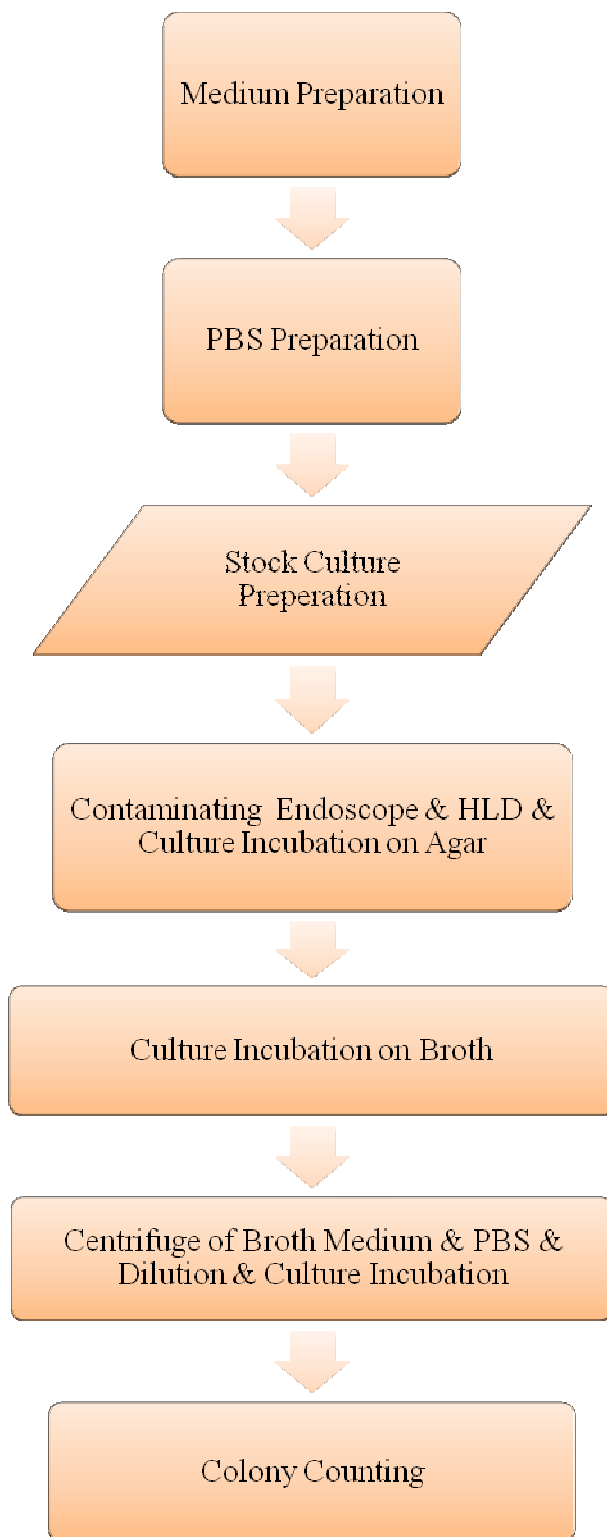 Medium Preparation
PBS Preparation
Stock Culture
Preperation
Contaminating Endoscope & HLD &
Culture Incubation on Agar
Culture Incubation on Broth
Centrifuge of Broth Medium & PBS &
Dilution & Culture Incubation
Colony Counting